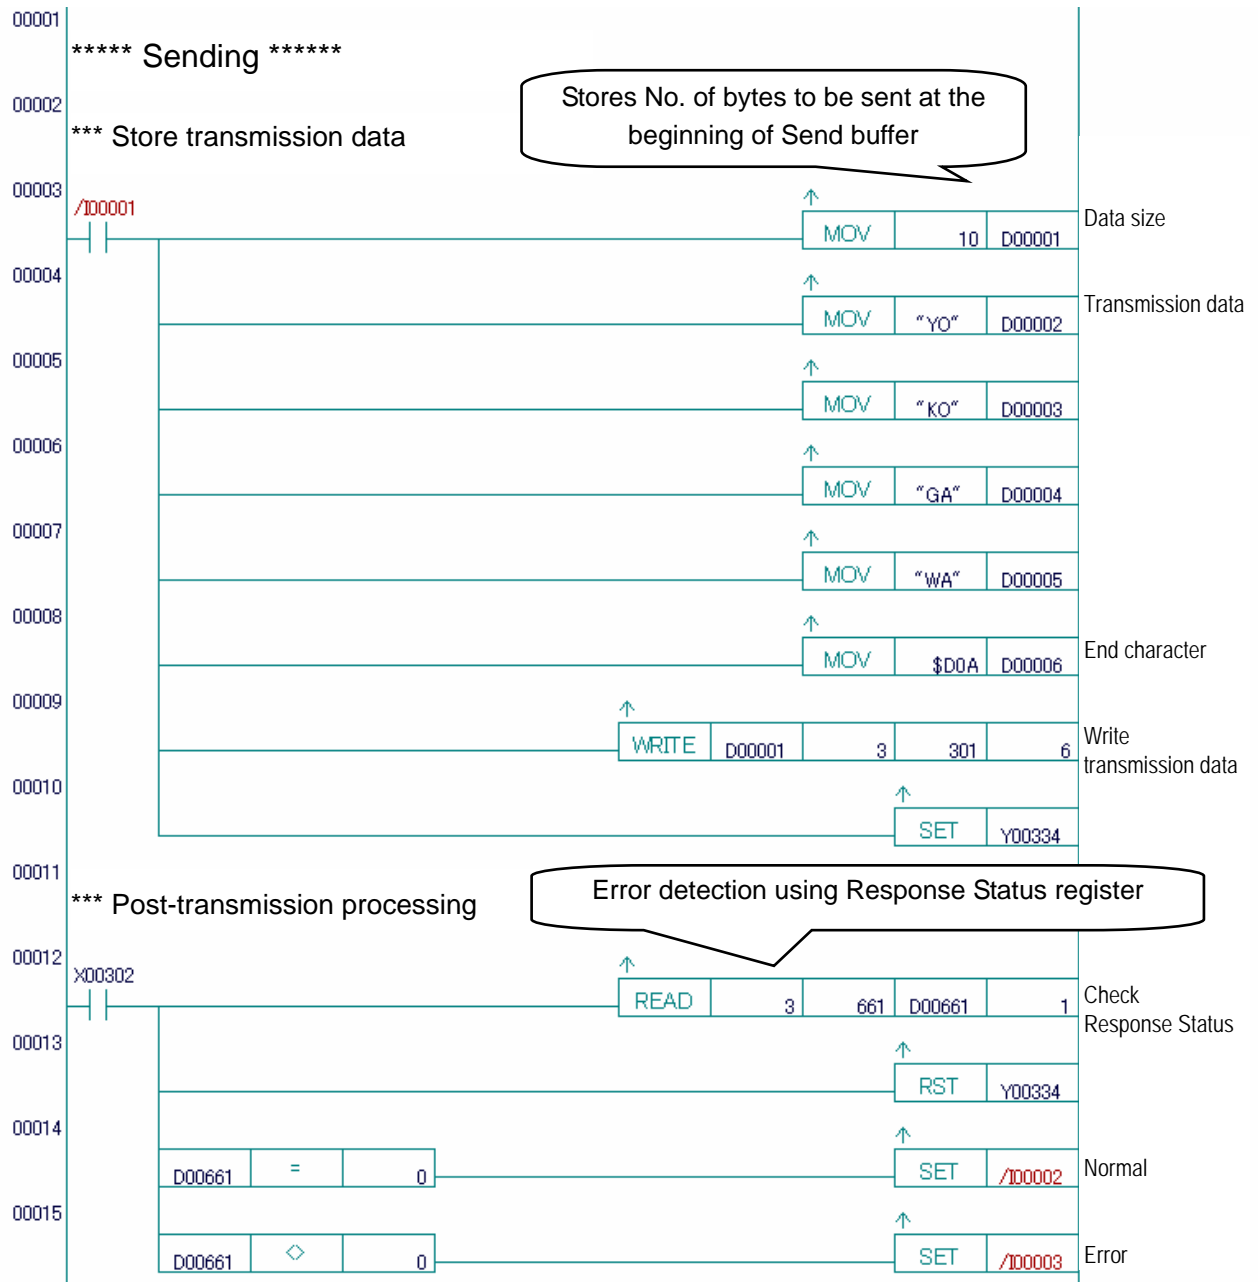 00001
***** Sending ******
00002
*** Store transmission data
Stores No. of bytes to be sent at the
beginning of Send buffer
00003
/I00001
↑
MOV 10 D00001 Data size
00004
↑
MOV "YO" D00002 Transmission data
00005
↑
MOV "KO" D00003
00006
↑
MOV "GA" D00004
00007
↑
MOV "WA" D00005
00008
↑
MOV $D0A D00006 End character
00009
↑
WRITE D00001 3 301 6 Write
transmission data
00010
↑
SET Y00334
00011
*** Post-transmission processing
Error detection using Response Status register
00012
X00302
↑
READ 3 661 D00661 1 Check
Response Status
00013
↑
RST Y00334
00014
↑
D00661 = 0 SET /I00002 Normal
00015
↑
D00661 <> 0 SET /I00003 Error